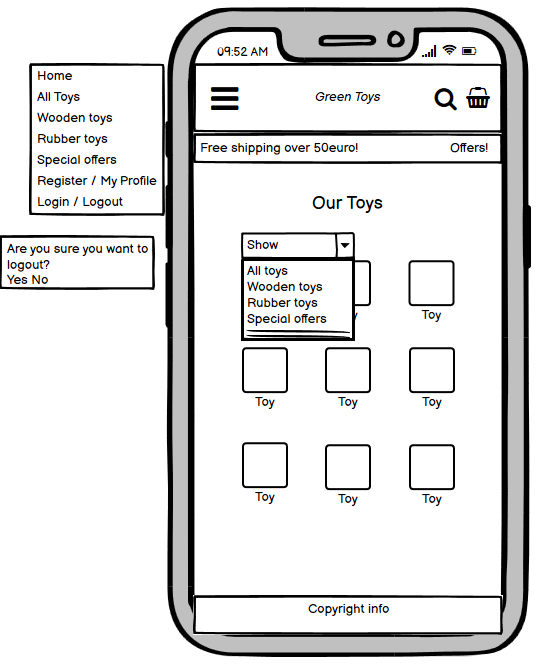 09:52 AM
Home
All Toys
Wooden toys
Rubber toys
Special offers
Register / My Profile
Login / Logout
Are you sure you want to
logout?
Yes No
Green Toys
Free shipping over 50euro!
Offers!
Our Toys
Show
All toys
Wooden toys
Rubber toys
Special offers
Toy
Toy
Toy
Toy
Toy
Toy
Toy
Copyright info